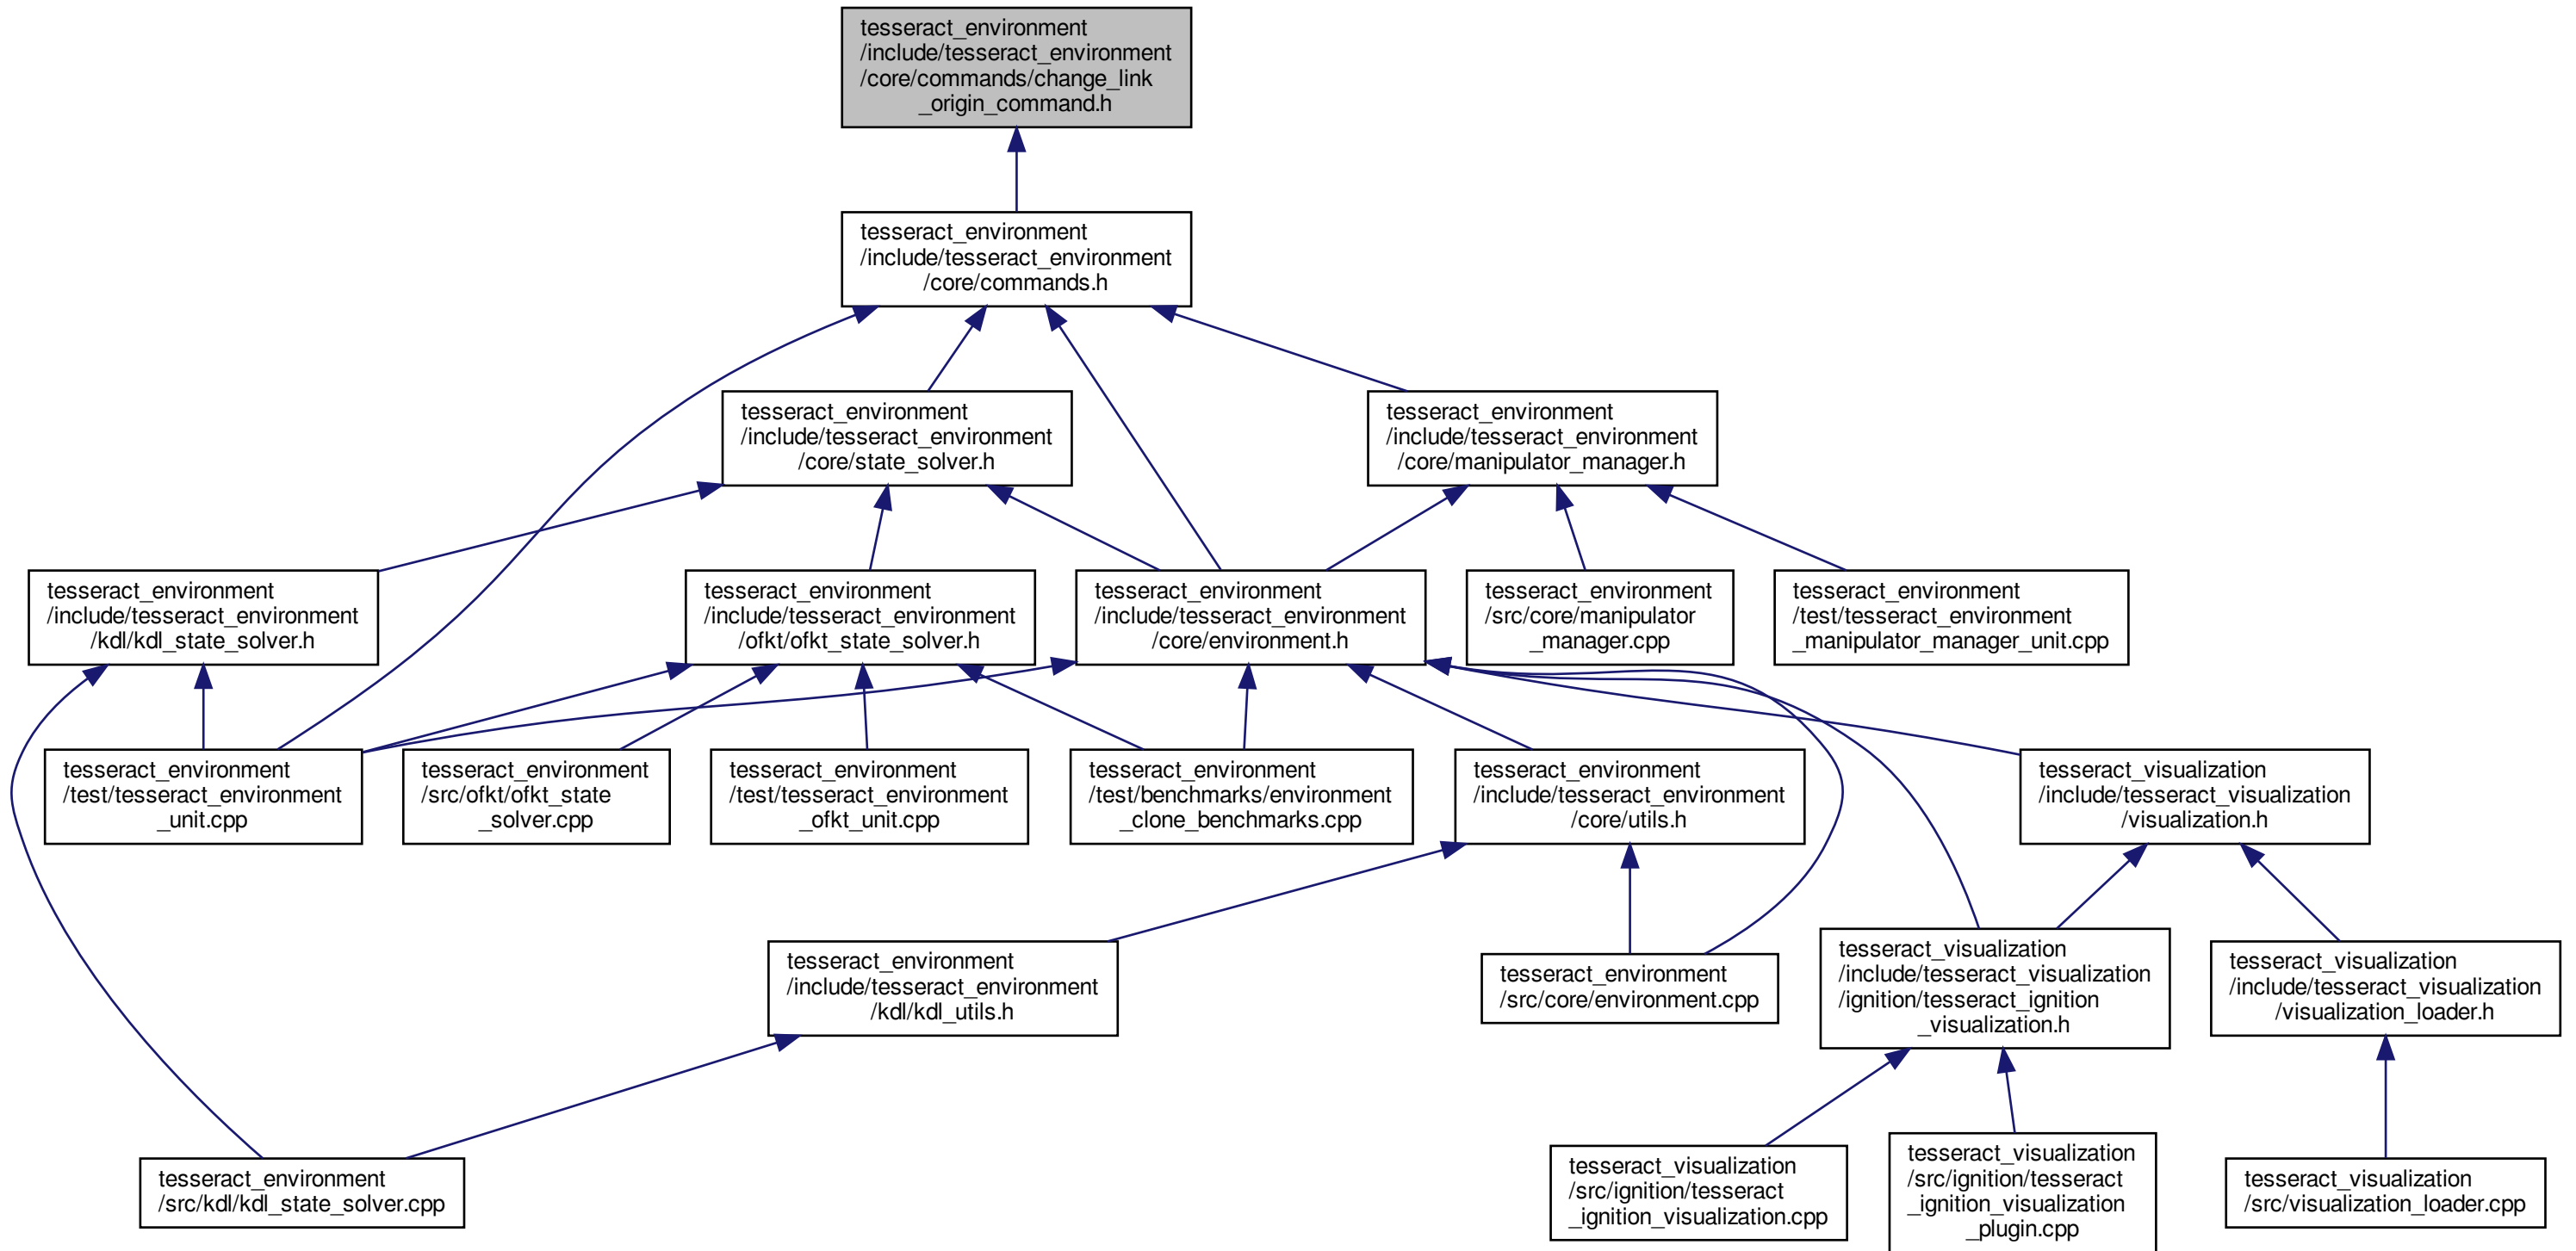 tesseract_environment
/include/tesseract_environment
/core/commands/change_link
_origin_command.h
tesseract_environment
/include/tesseract_environment
/core/commands.h
tesseract_environment
/include/tesseract_environment
/core/state_solver.h
tesseract_environment
/include/tesseract_environment
/core/manipulator_manager.h
tesseract_environment
/include/tesseract_environment
/kdl/kdl_state_solver.h
tesseract_environment
/include/tesseract_environment
/ofkt/ofkt_state_solver.h
tesseract_environment
/include/tesseract_environment
/core/environment.h
tesseract_environment
/src/core/manipulator
_manager.cpp
tesseract_environment
/test/tesseract_environment
_manipulator_manager_unit.cpp
tesseract_environment
/test/tesseract_environment
_unit.cpp
tesseract_environment
/src/ofkt/ofkt_state
_solver.cpp
tesseract_environment
/test/tesseract_environment
_ofkt_unit.cpp
tesseract_environment
/test/benchmarks/environment
_clone_benchmarks.cpp
tesseract_environment
/include/tesseract_environment
/core/utils.h
tesseract_visualization
/include/tesseract_visualization
/visualization.h
tesseract_environment
/include/tesseract_environment
/kdl/kdl_utils.h
tesseract_environment
/src/core/environment.cpp
tesseract_visualization
/include/tesseract_visualization
/ignition/tesseract_ignition
_visualization.h
tesseract_visualization
/include/tesseract_visualization
/visualization_loader.h
tesseract_environment
/src/kdl/kdl_state_solver.cpp
tesseract_visualization
/src/ignition/tesseract
_ignition_visualization.cpp
tesseract_visualization
/src/ignition/tesseract
_ignition_visualization
_plugin.cpp
tesseract_visualization
/src/visualization_loader.cpp